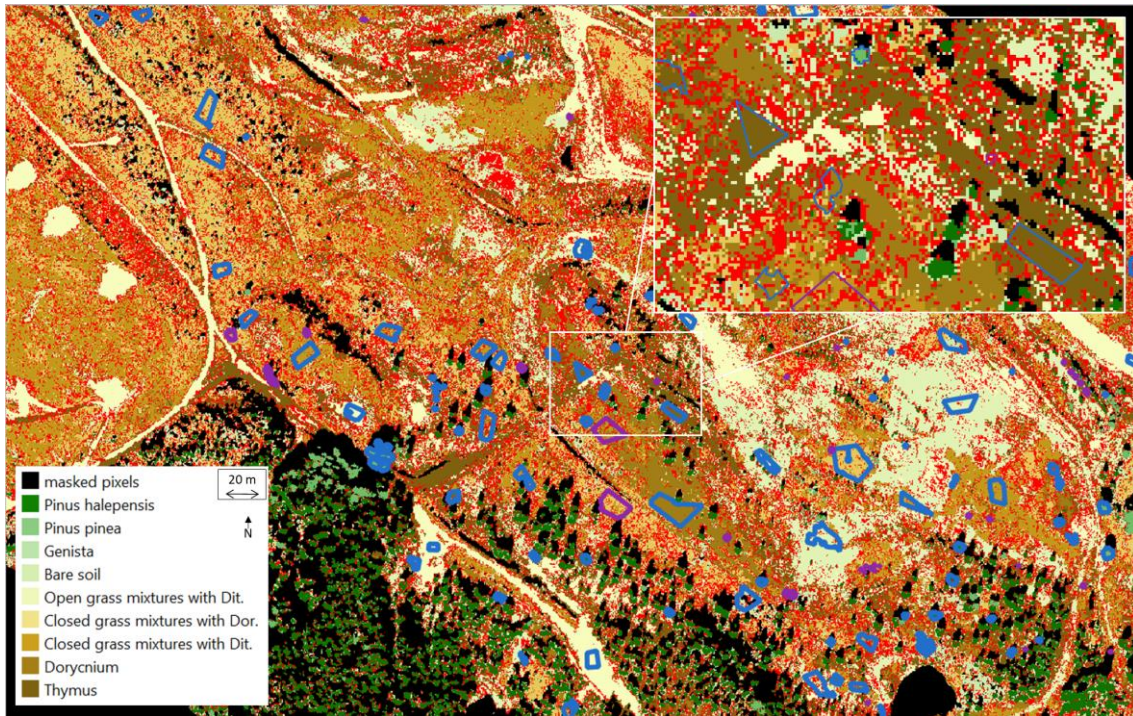 masked pixels
20 m
Pinus halepensis
Pinus pinea
N
Genista
Bare soil
Open grass mixtures with Dit.
Closed grass mixtures with Dor.
Closed grass mixtures with Dit.
Dorycnium
Thymus